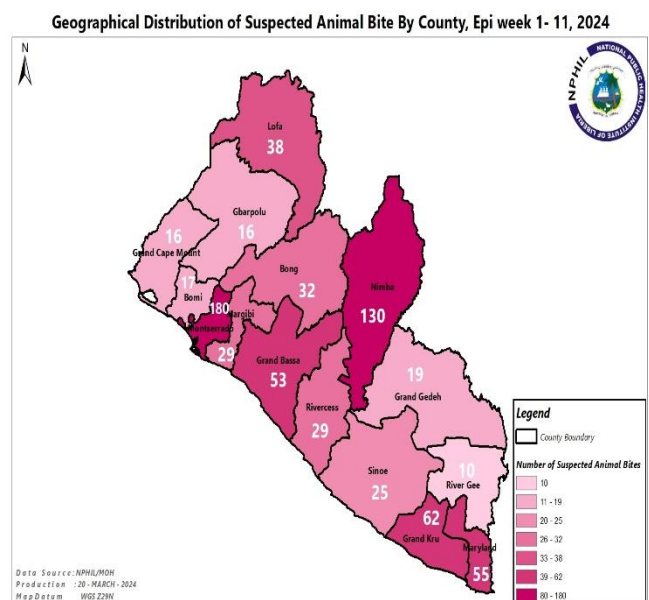 Geographical Distribution of Suspected Animal Bite By County, Epi week 1- 11, 2024
N
NATIONAL PUBLIC HEALTH INSTITUTE OF LIBERIA
NPHIL
Lofa
38
Gbarpolu
16
16
Grand Cape Mount
17
Bomi
Bong
32
Nimba
130
180
Margibi
Montserrado
29
Grand Bassa
53
Rivercess
29
19
Grand Gedeh
Sinoe
25
10
River Gee
62
Grand Kru
Maryland
55
Legend
County Boundary
Number of Suspected Animal Bites
10
11 - 19
20 - 25
26 - 32
33 - 38
39 - 62
80 - 180
Data Source: NPHIL/MOH
Production : 20 - MARCH - 2024
MapDatum WGS Z29N